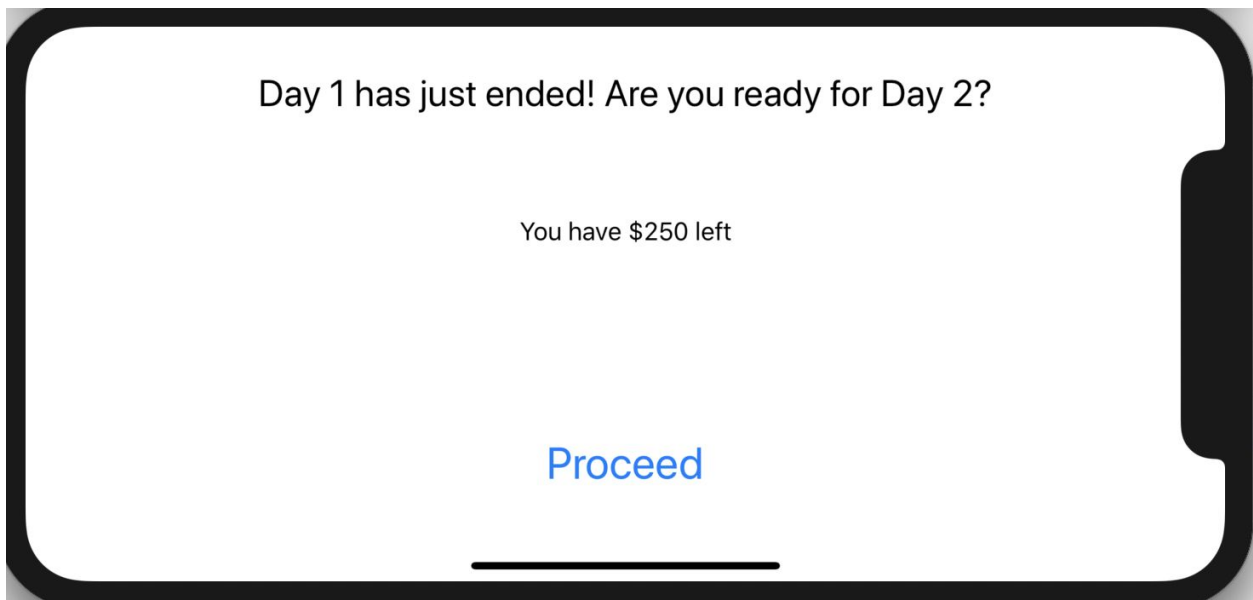 Day 1 has just ended! Are you ready for Day 2?
You have $250 left
Proceed